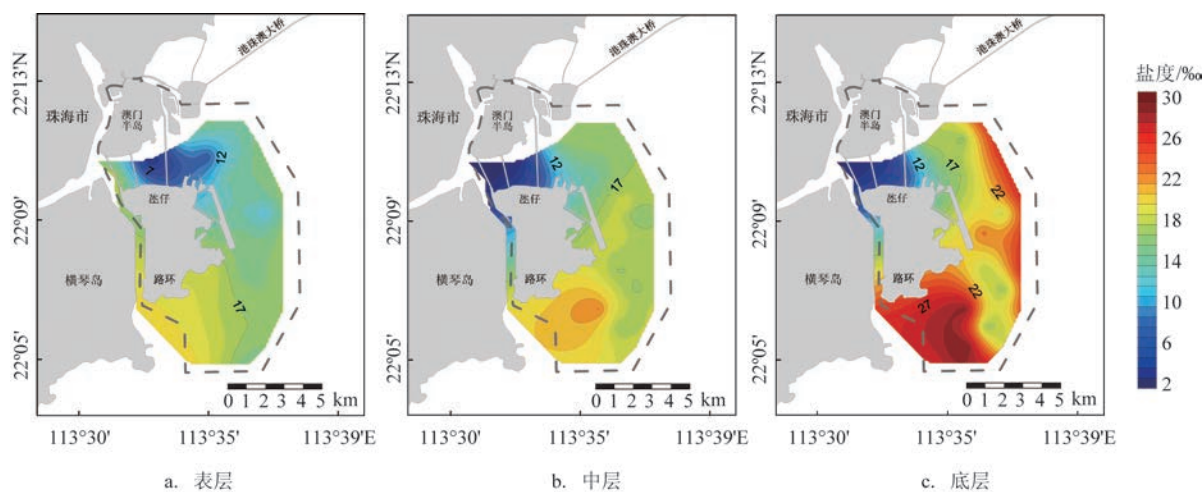 港珠澳大桥
22°13'N
珠海市
澳门
半岛
12
7
氹仔
22°09'
横琴岛
路环
17
22°05'
0 1 2 3 4 5 km
113°30'
113°35'
113°39'E
a. 表层
港珠澳大桥
22°13'N
珠海市
澳门
半岛
12
17
氹仔
22°09'
横琴岛
路环
22°05'
0 1 2 3 4 5 km
113°30'
113°35'
113°39'E
b. 中层
港珠澳大桥
22°13'N
珠海市
澳门
半岛
12
17
22
氹仔
22°09'
横琴岛
路环
22
27
22°05'
0 1 2 3 4 5 km
113°30'
113°35'
113°39'E
c. 底层
盐度/‰
30
26
22
18
14
10
6
2